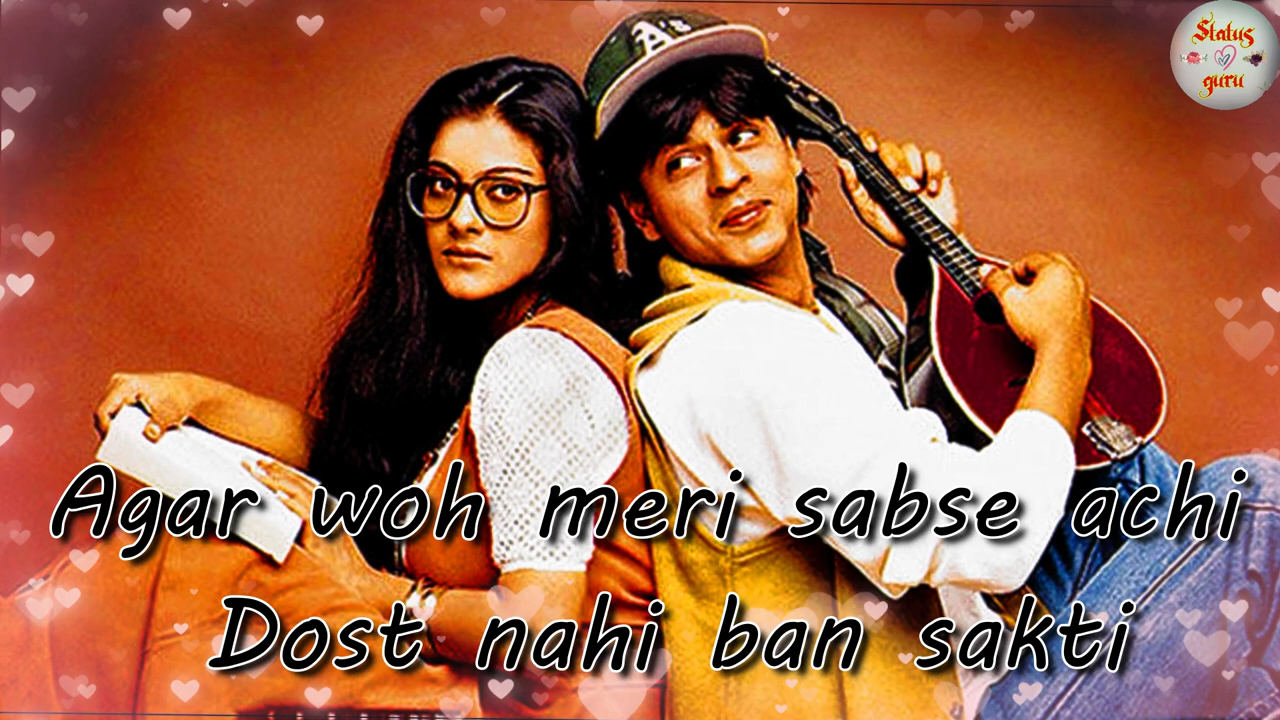 Status
guru
A's
Agar woh meri sabse achi
Dost nahi ban sakti